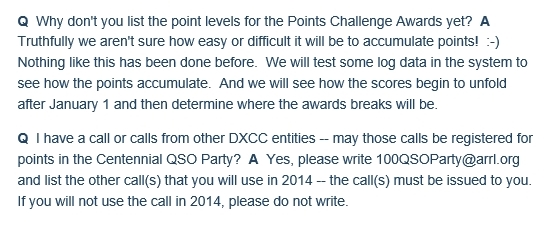 Q Why don't you list the point levels for the Points Challenge Awards yet? A
Truthfully we aren't sure how easy or difficult it will be to accumulate points! :-)
Nothing like this has been done before. We will test some log data in the system to
see how the points accumulate. And we will see how the scores begin to unfold
after January 1 and then determine where the awards breaks will be.
Q I have a call or calls from other DXCC entities -- may those calls be registered for
points in the Centennial QSO Party? A Yes, please write 100QSOParty@arrl.org
and list the other call(s) that you will use in 2014 -- the call(s) must be issued to you.
If you will not use the call in 2014, please do not write.